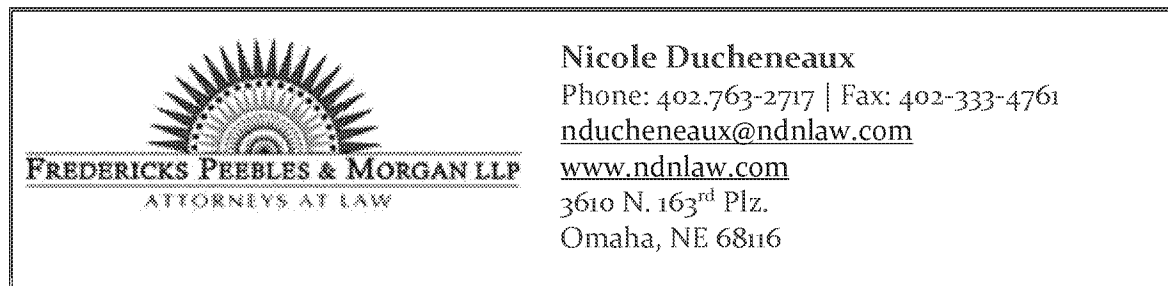 FREDERICKS PEEBLES & MORGAN LLP
ATTORNEYS AT LAW
Nicole Ducheneaux
Phone: 402.763-2717 | Fax: 402-333-4761
nducheneaux@ndnlaw.com
www.ndnlaw.com
3610 N. 163rd Plz.
Omaha, NE 68116